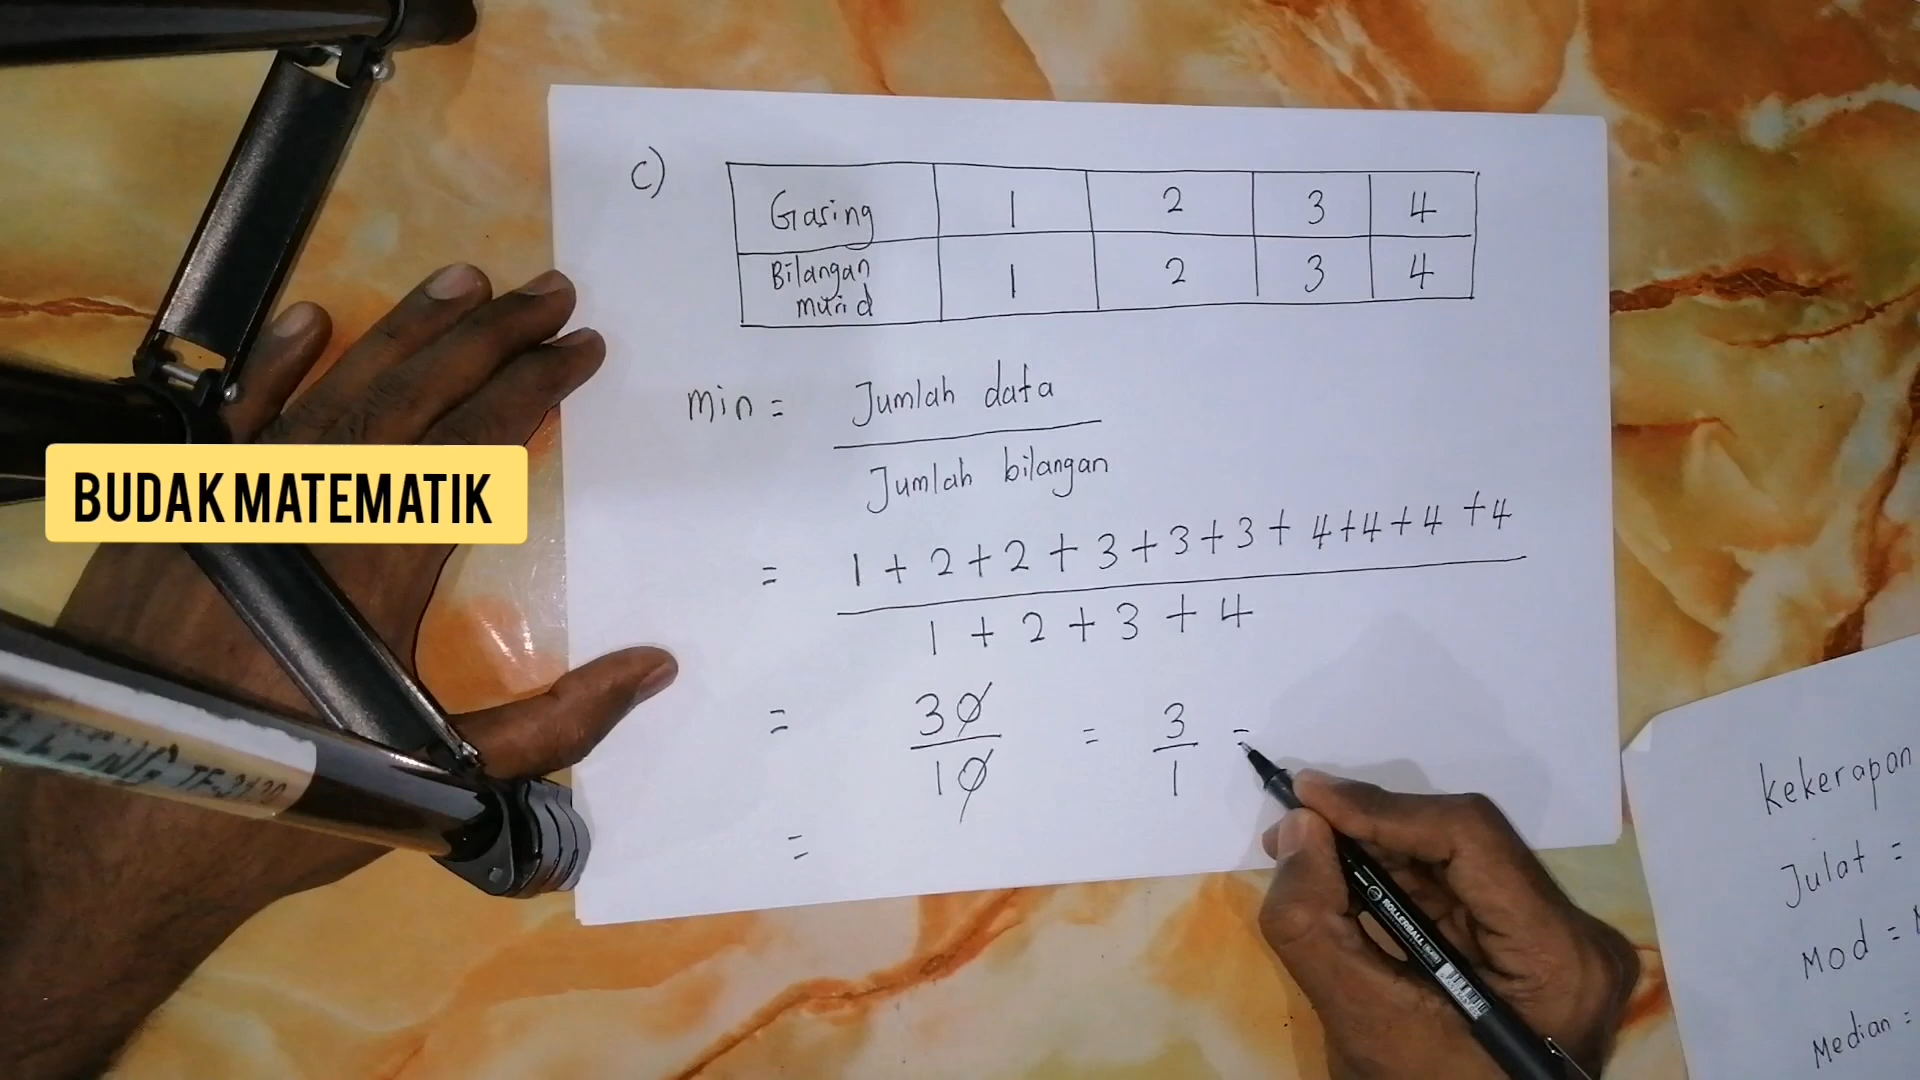 c)
Gasing 1 2 3 4
Bilangan murid 1 2 3 4
min = Jumlah data
Jumlah bilangan
= 1 + 2 + 2 + 3 + 3 + 3 + 4 + 4 + 4 + 4
1 + 2 + 3 + 4
= 30 = 3 =
10 1
=
BUDAK MATEMATIK
ROLLERBALL
kekerapan
Julat =
Mod =
Median =